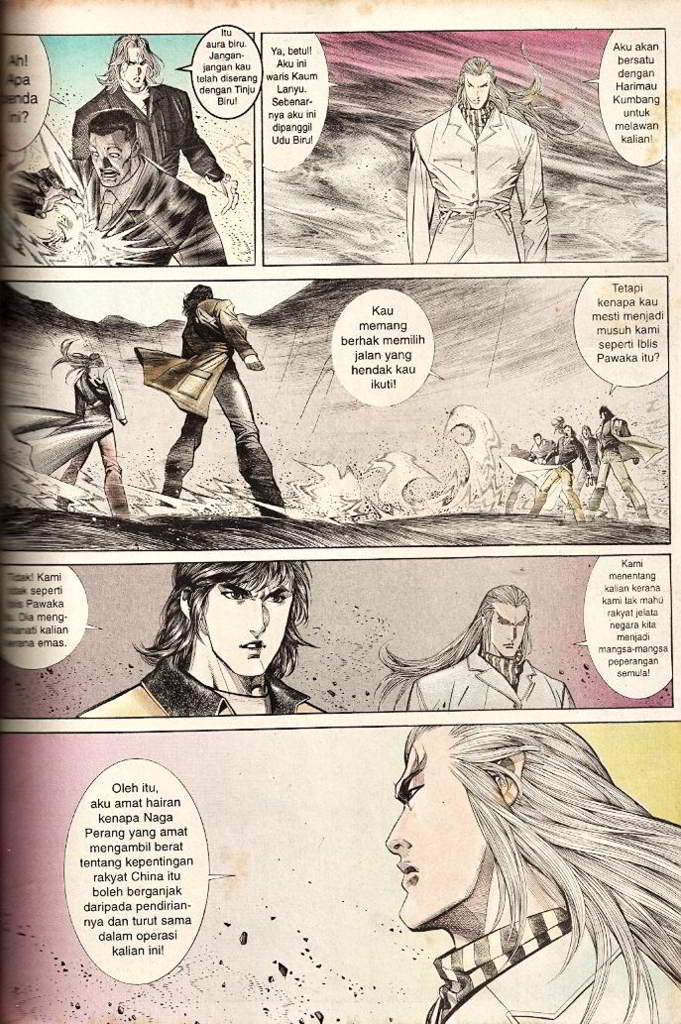 Ah!
Apa
ini?
Itu
aura biru.
Jangan-
jangan kau
telah diserang
dengan Tinju
Biru!
Ya, betul!
Aku ini
waris Kaum
Lanyu.
Sebenar-
nya aku ini
dipanggil
Udu Biru!
Aku akan
bersatu
dengan
Harimau
Kumbang
untuk
melawan
kalian!
Kau
memang
berhak memilih
jalan yang
hendak kau
ikuti!
Tetapi
kenapa kau
mesti menjadi
musuh kami
seperti Iblis
Pawaka itu?
Tidak! Kami
tidak seperti
Iblis Pawaka
Dia meng-
kalian
kerana emas.
Kami
menentang
kalian kerana
kami tak mahu
rakyat jelata
negara kita
menjadi
mangsa-mangsa
peperangan
semula!
Oleh itu,
aku amat hairan
kenapa Naga
Perang yang amat
mengambil berat
tentang kepentingan
rakyat China itu
boleh berganjak
daripada pendirian-
nya dan turut sama
dalam operasi
kalian ini!